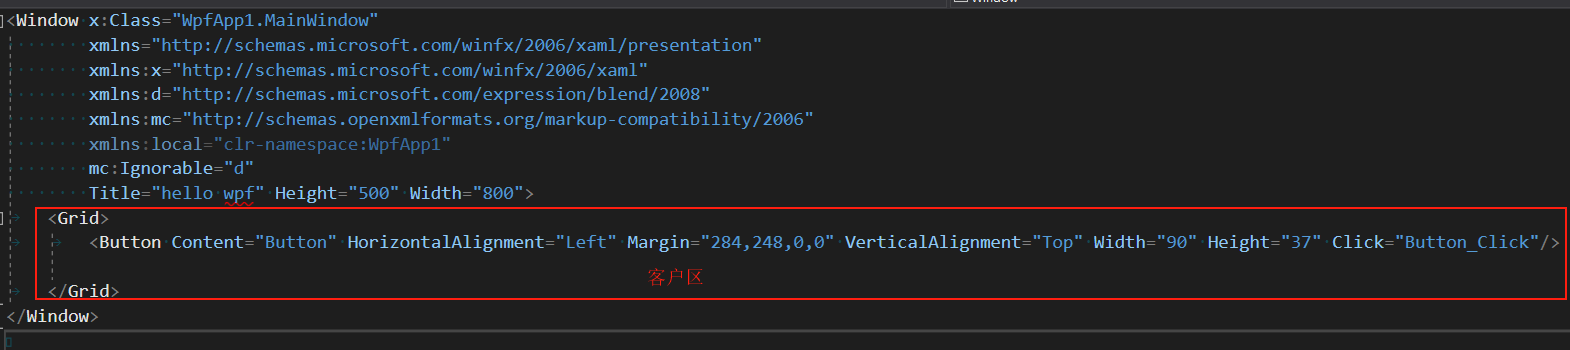 <Window x:Class="WpfApp1.MainWindow"
xmlns="http://schemas.microsoft.com/winfx/2006/xaml/presentation"
xmlns:x="http://schemas.microsoft.com/winfx/2006/xaml"
xmlns:d="http://schemas.microsoft.com/expression/blend/2008"
xmlns:mc="http://schemas.openxmlformats.org/markup-compatibility/2006"
xmlns:local="clr-namespace:WpfApp1"
mc:Ignorable="d"
Title="hello wpf" Height="500" Width="800">
<Grid>
<Button Content="Button" HorizontalAlignment="Left" Margin="284,248,0,0" VerticalAlignment="Top" Width="90" Height="37" Click="Button_Click"/>
客户区
</Grid>
</Window>